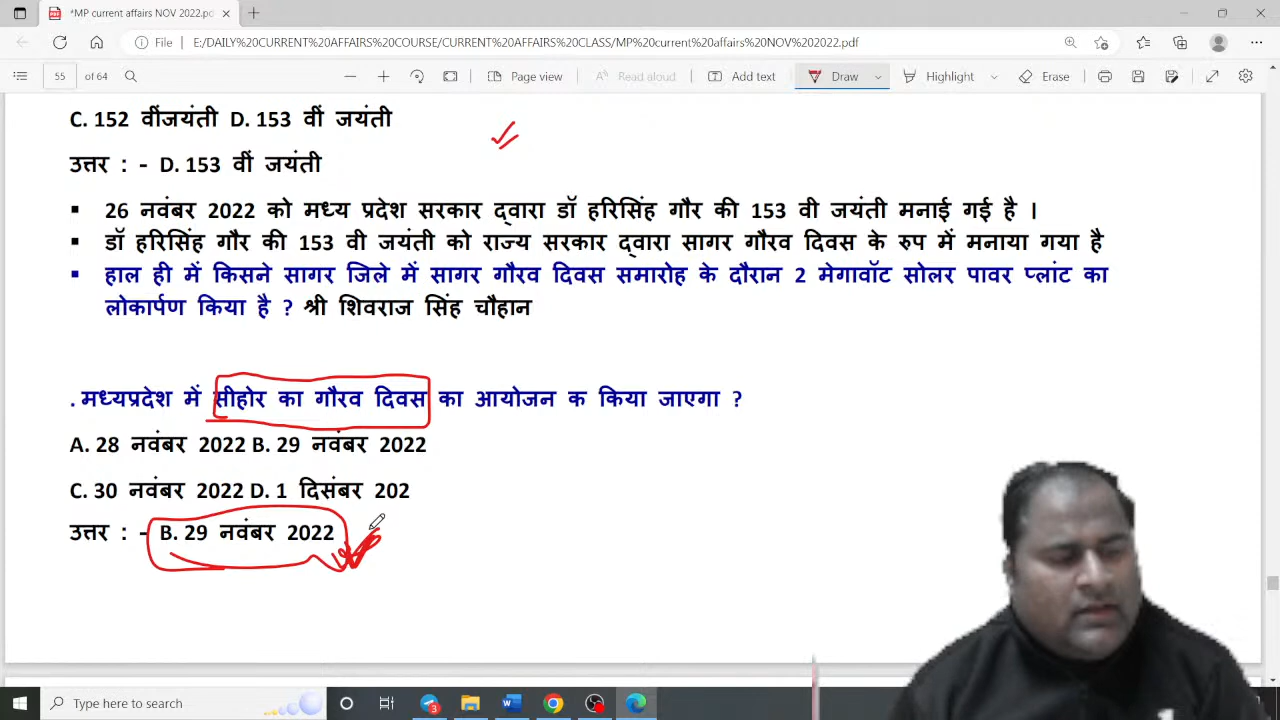 *MP current affairs NOV 2022.pd
File
E:/DAILY%20CURRENT%20AFFAIRS%20COURSE/CURRENT%20AFFAIRS%20CLASS/MP%20current%20affairs%20NOV%202022.pdf
55 of 64
Page view
Read aloud
Add text
Draw
Highlight
Erase
C. 152 वींजयंती D. 153 वीं जयंती
उत्तर : - D. 153 वीं जयंती
▪ 26 नवंबर 2022 को मध्य प्रदेश सरकार द्वारा डॉ हरिसिंह गौर की 153 वी जयंती मनाई गई है ।
▪ डॉ हरिसिंह गौर की 153 वी जयंती को राज्य सरकार द्वारा सागर गौरव दिवस के रुप में मनाया गया है
▪ हाल ही में किसने सागर जिले में सागर गौरव दिवस समारोह के दौरान 2 मेगावॉट सोलर पावर प्लांट का
लोकार्पण किया है ? श्री शिवराज सिंह चौहान
. मध्यप्रदेश में सीहोर का गौरव दिवस का आयोजन क किया जाएगा ?
A. 28 नवंबर 2022 B. 29 नवंबर 2022
C. 30 नवंबर 2022 D. 1 दिसंबर 202
उत्तर : - B. 29 नवंबर 2022
Type here to search
3